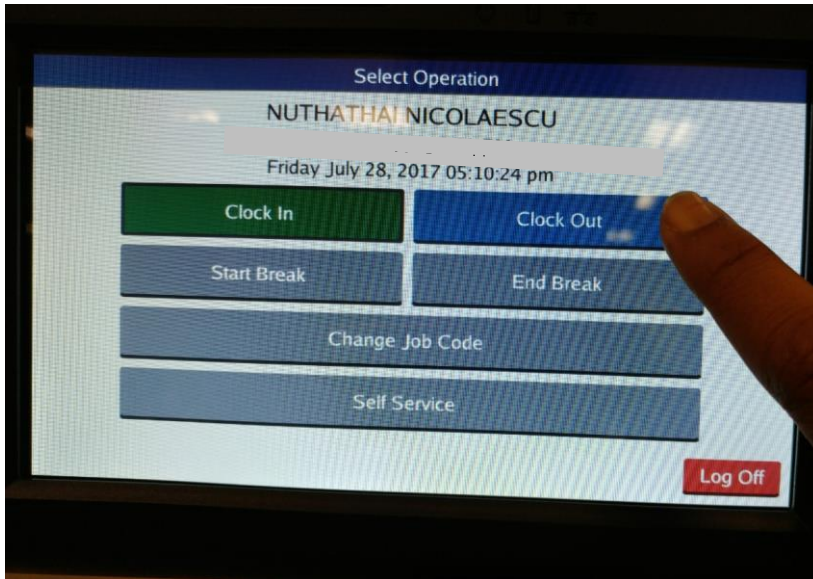 Select Operation
NUTHATHAI NICOLAESCU
Friday July 28, 2017 05:10:24 pm
Clock In
Clock Out
Start Break
End Break
Change Job Code
Self Service
Log Off